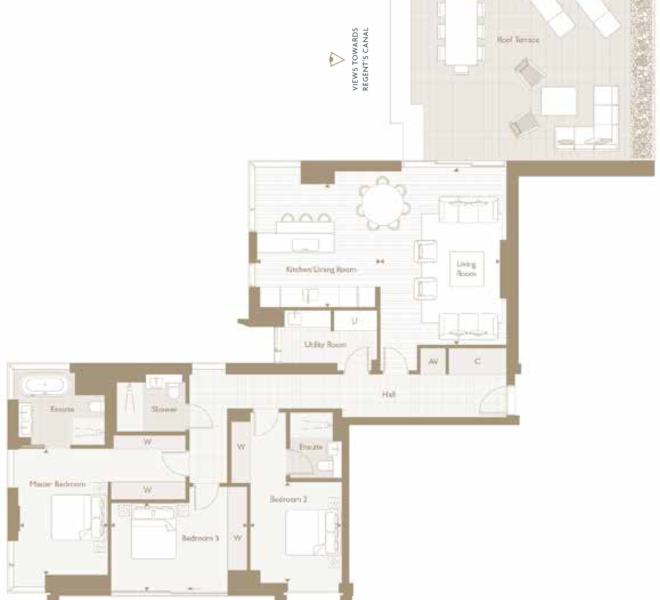 VIEWS TOWARDS
REGENT'S CANAL
Roof Terrace
Kitchen/Dining Room
Living
Room
U
Utility Room
AV
C
Hall
Ensuite
Shower
W
W
Ensuite
W
Master Bedroom
Bedroom 2
Bedroom 3
W